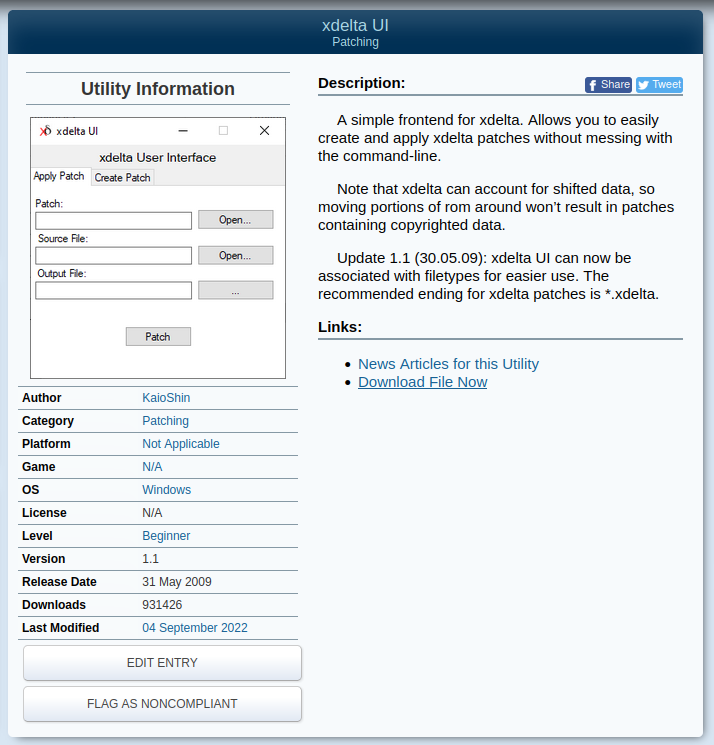 xdelta UI
Patching
Utility Information
xδ xdelta UI
xdelta User Interface
Apply Patch Create Patch
Patch:
Open...
Source File:
Open...
Output File:
...
Patch
Author KaioShin
Category Patching
Platform Not Applicable
Game N/A
OS Windows
License N/A
Level Beginner
Version 1.1
Release Date 31 May 2009
Downloads 931426
Last Modified 04 September 2022
EDIT ENTRY
FLAG AS NONCOMPLIANT
Description:
Share Tweet
A simple frontend for xdelta. Allows you to easily
create and apply xdelta patches without messing with
the command-line.
Note that xdelta can account for shifted data, so
moving portions of rom around won’t result in patches
containing copyrighted data.
Update 1.1 (30.05.09): xdelta UI can now be
associated with filetypes for easier use. The
recommended ending for xdelta patches is *.xdelta.
Links:
News Articles for this Utility
Download File Now